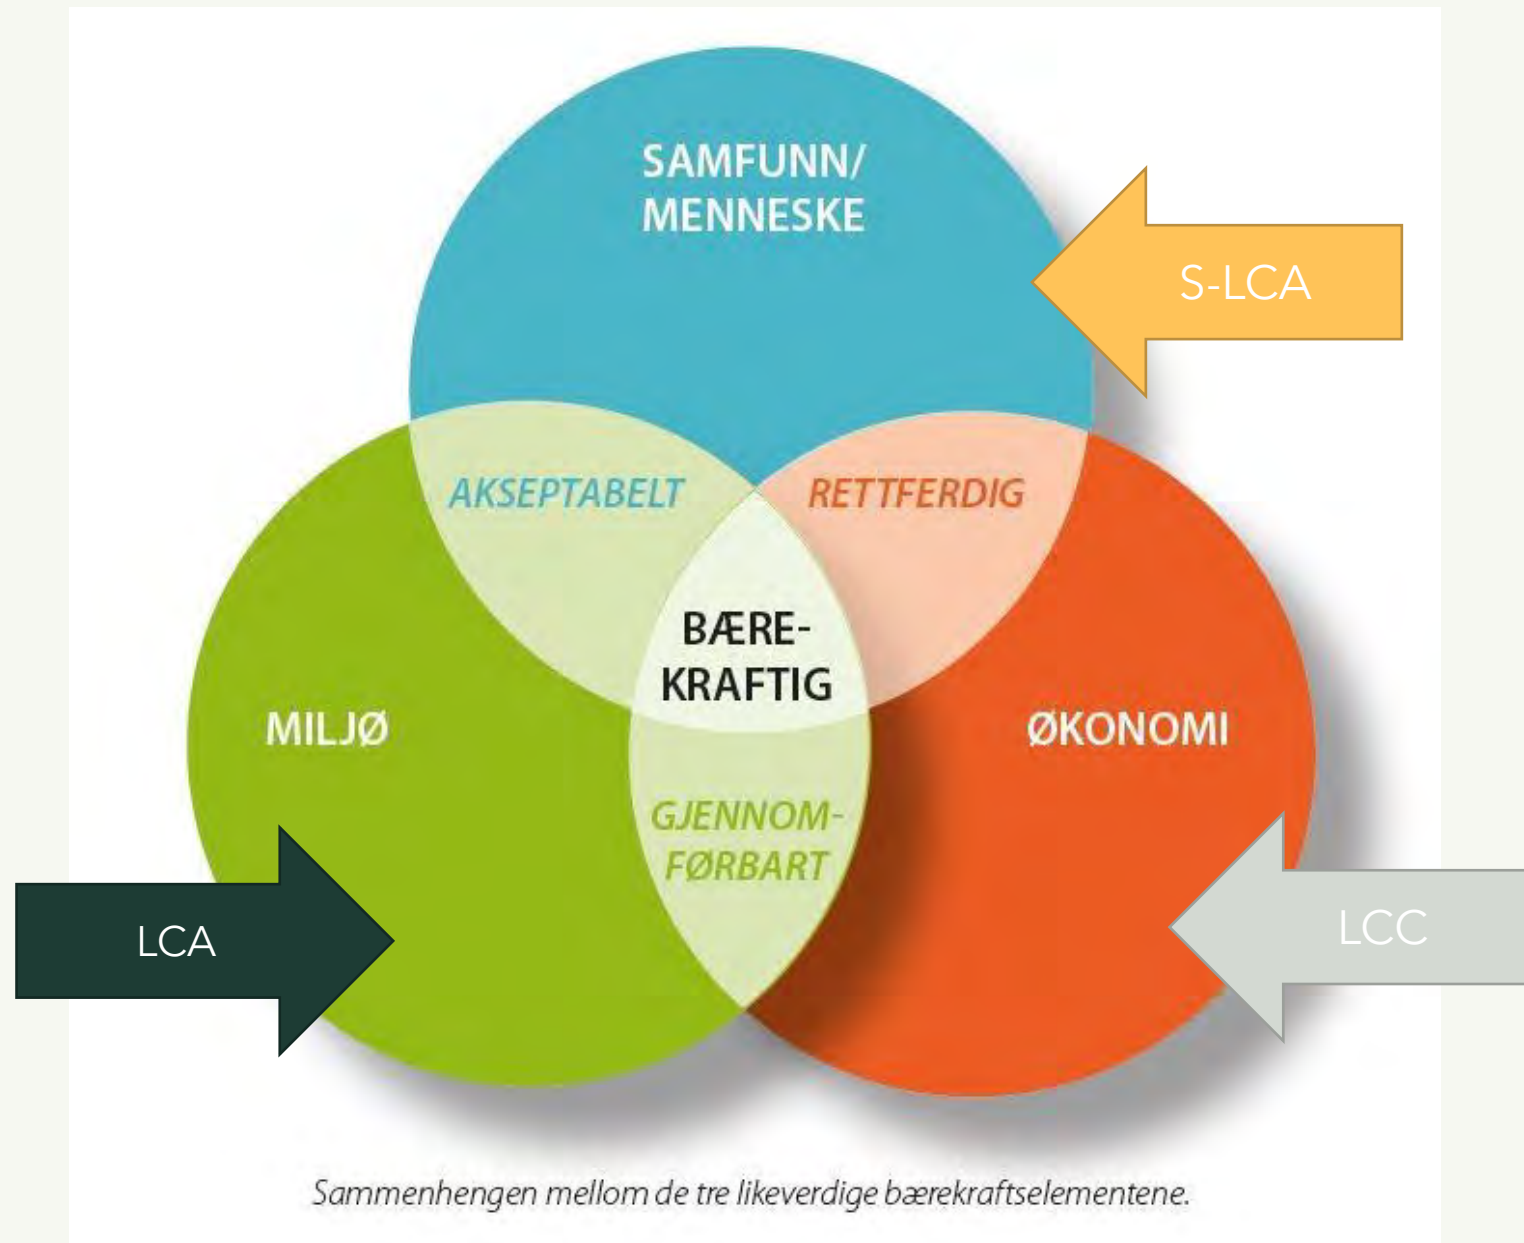 SAMFUNN/
MENNESKE
S-LCA
AKSEPTABELT
RETTFERDIG
BÆRE-
KRAFTIG
MILJØ
ØKONOMI
GJENNOM-
FØRBART
LCA
LCC
Sammenhengen mellom de tre likeverdige bærekraftselementene.